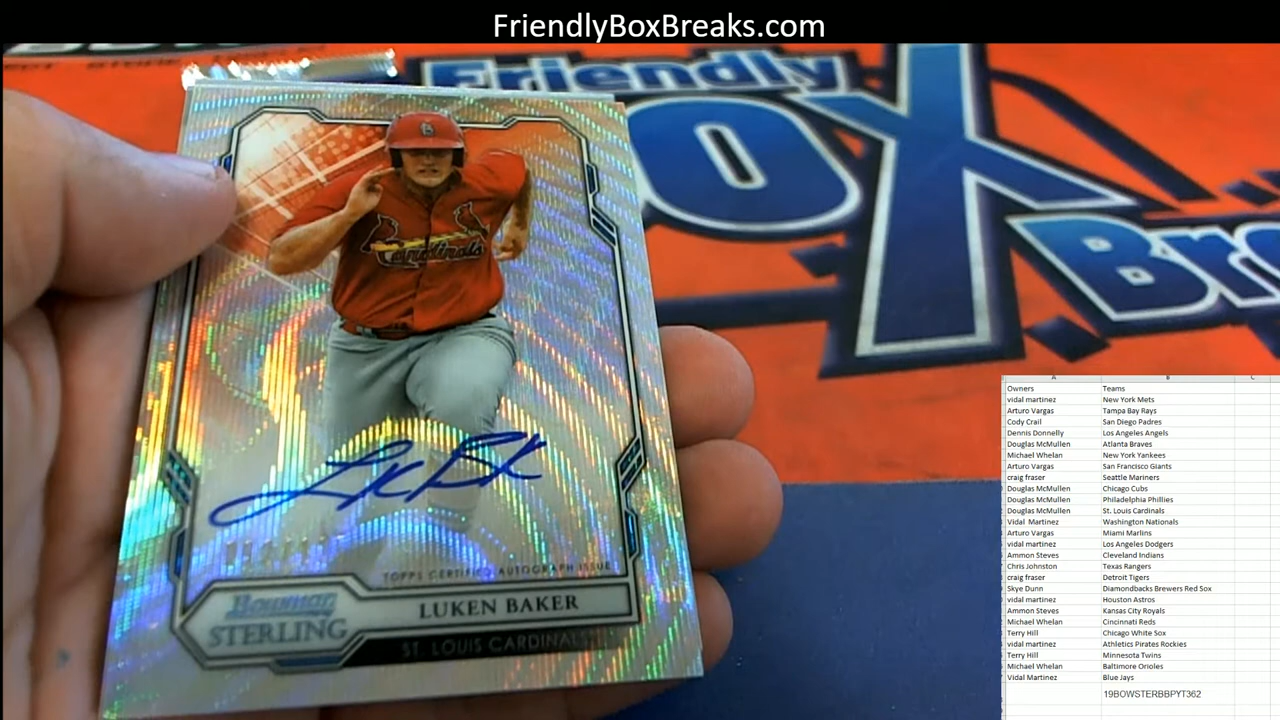 FriendlyBoxBreaks.com
Friendly
BOX
Bre
Cardinals
TOPPS CERTIFIED AUTOGRAPH ISSUE
LUKEN BAKER
Bowman
STERLING
ST. LOUIS CARDINALS
A B C
Owners Teams
vidal martinez New York Mets
Arturo Vargas Tampa Bay Rays
Cody Crail San Diego Padres
Dennis Donnelly Los Angeles Angels
Douglas McMullen Atlanta Braves
Michael Whelan New York Yankees
Arturo Vargas San Francisco Giants
craig fraser Seattle Mariners
Douglas McMullen Chicago Cubs
Douglas McMullen Philadelphia Phillies
Douglas McMullen St. Louis Cardinals
Vidal Martinez Washington Nationals
Arturo Vargas Miami Marlins
vidal martinez Los Angeles Dodgers
Ammon Steves Cleveland Indians
Chris Johnston Texas Rangers
craig fraser Detroit Tigers
Skye Dunn Diamondbacks Brewers Red Sox
vidal martinez Houston Astros
Ammon Steves Kansas City Royals
Michael Whelan Cincinnati Reds
Terry Hill Chicago White Sox
vidal martinez Athletics Pirates Rockies
Terry Hill Minnesota Twins
Michael Whelan Baltimore Orioles
Vidal Martinez Blue Jays
19BOWSTERBBPYT362